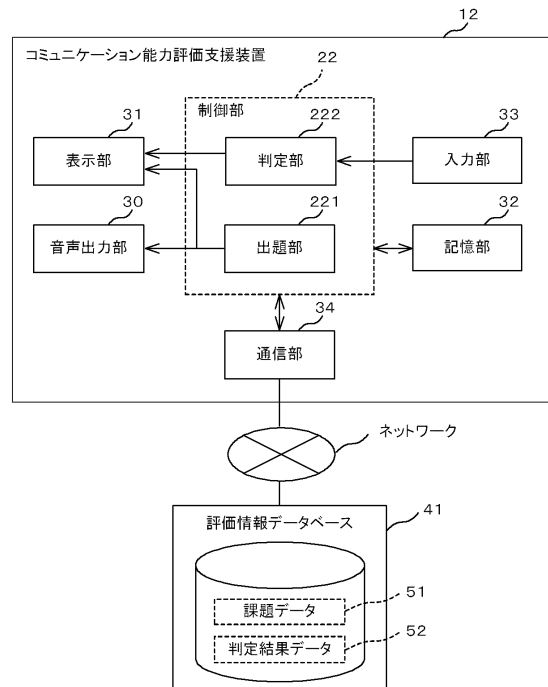 12
コミュニケーション能力評価支援装置
22
制御部
31
222
33
表示部
判定部
入力部
30
221
32
音声出力部
出題部
記憶部
34
通信部
ネットワーク
評価情報データベース
41
課題データ
51
判定結果データ
52